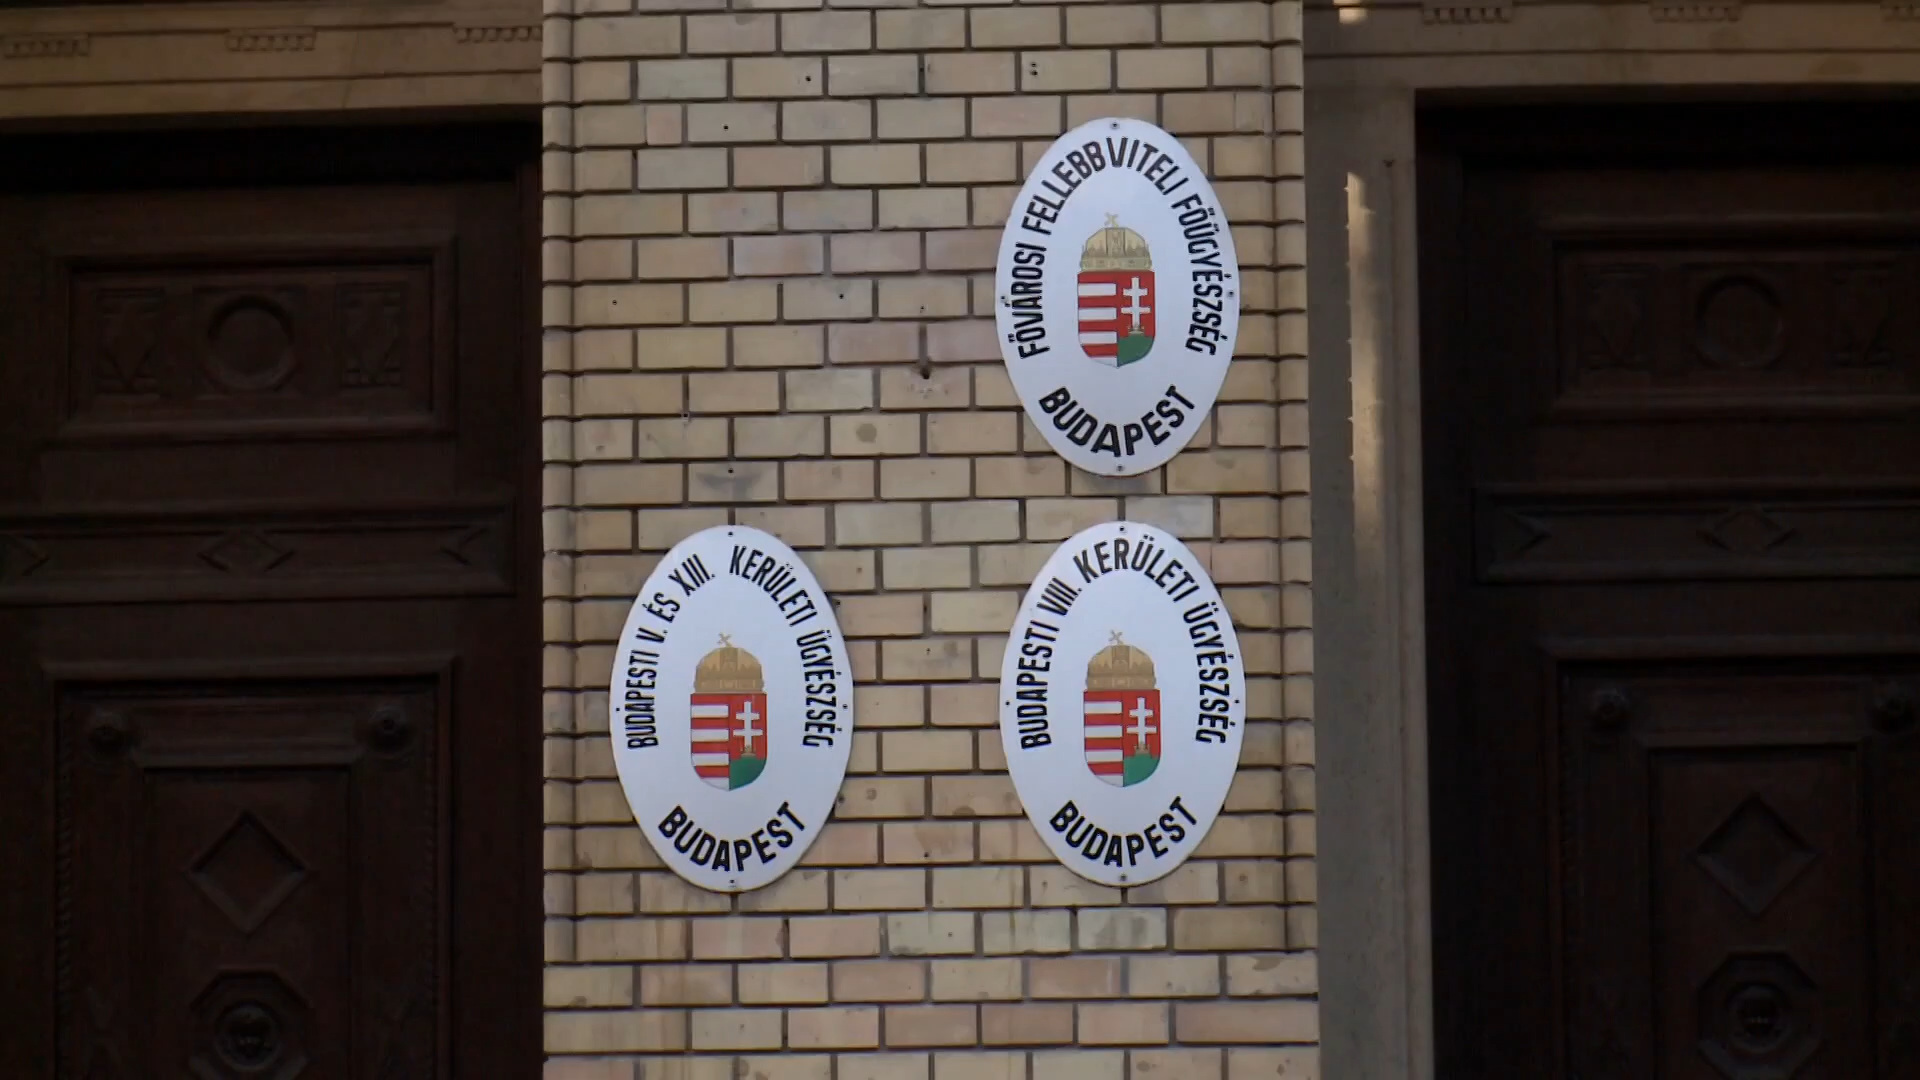 FŐVÁROSI FELLEBBVITELI FŐÜGYÉSZSÉG
BUDAPEST
BUDAPESTI V. ÉS XIII. KERÜLETI ÜGYÉSZSÉG
BUDAPEST
BUDAPESTI VIII. KERÜLETI ÜGYÉSZSÉG
BUDAPEST